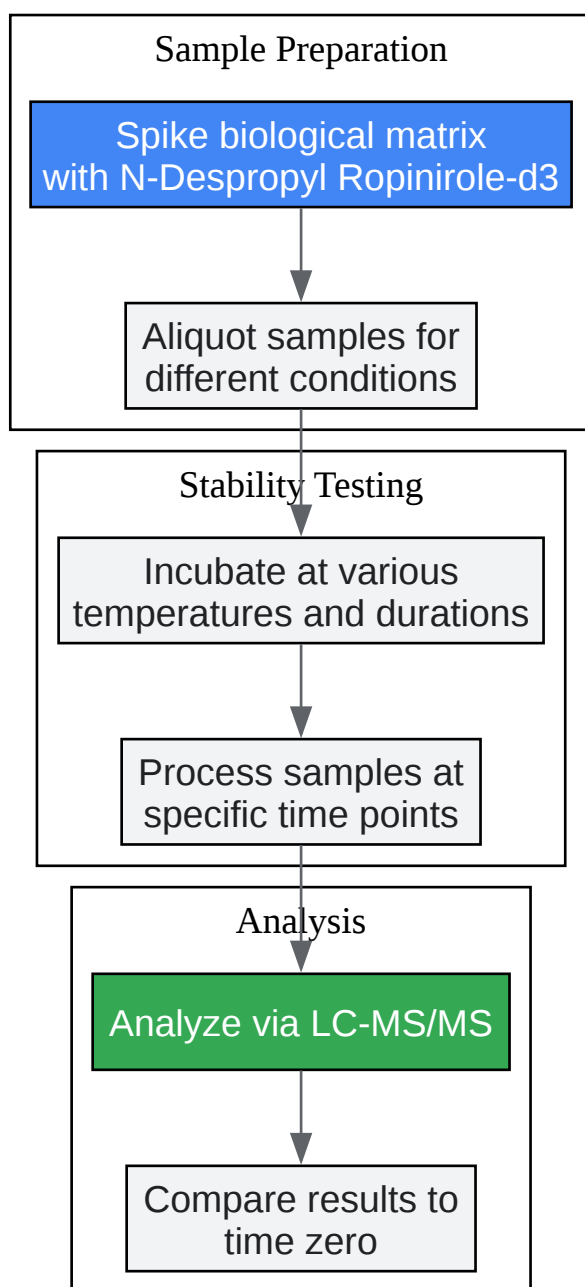 Sample Preparation
Spike biological matrix
with N-Despropyl Ropinirole-d3
Aliquot samples for
different conditions
Stability Testing
Incubate at various
temperatures and durations
Process samples at
specific time points
Analysis
Analyze via LC-MS/MS
Compare results to
time zero